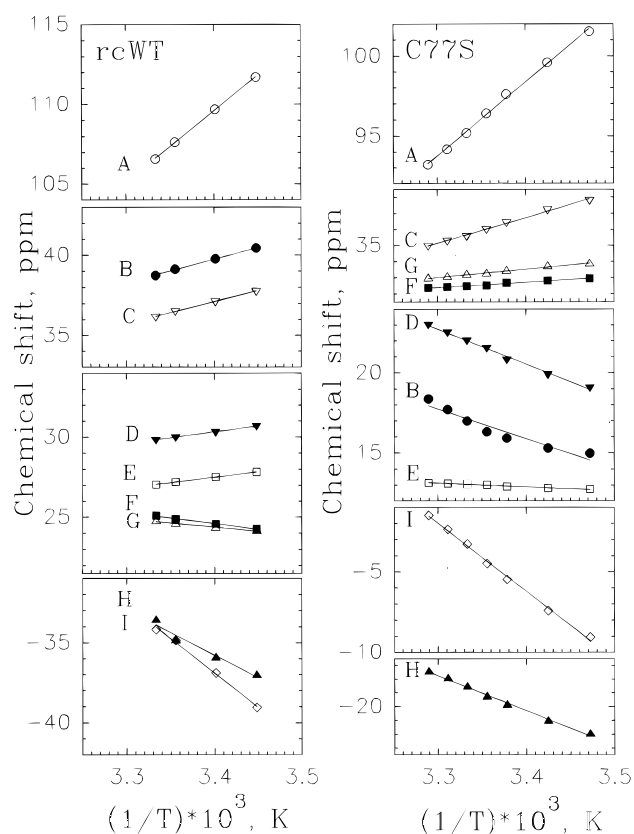 rcWT
115
110
105
A
40
35
B
C
30
25
D
E
F
G
-35
-40
H
I
3.3
3.4
3.5
Chemical shift, ppm
(1/T)*10³, K
C77S
100
95
A
35
C
G
F
20
15
D
B
E
-5
-10
I
-20
H
3.3
3.4
3.5
Chemical shift, ppm
(1/T)*10³, K